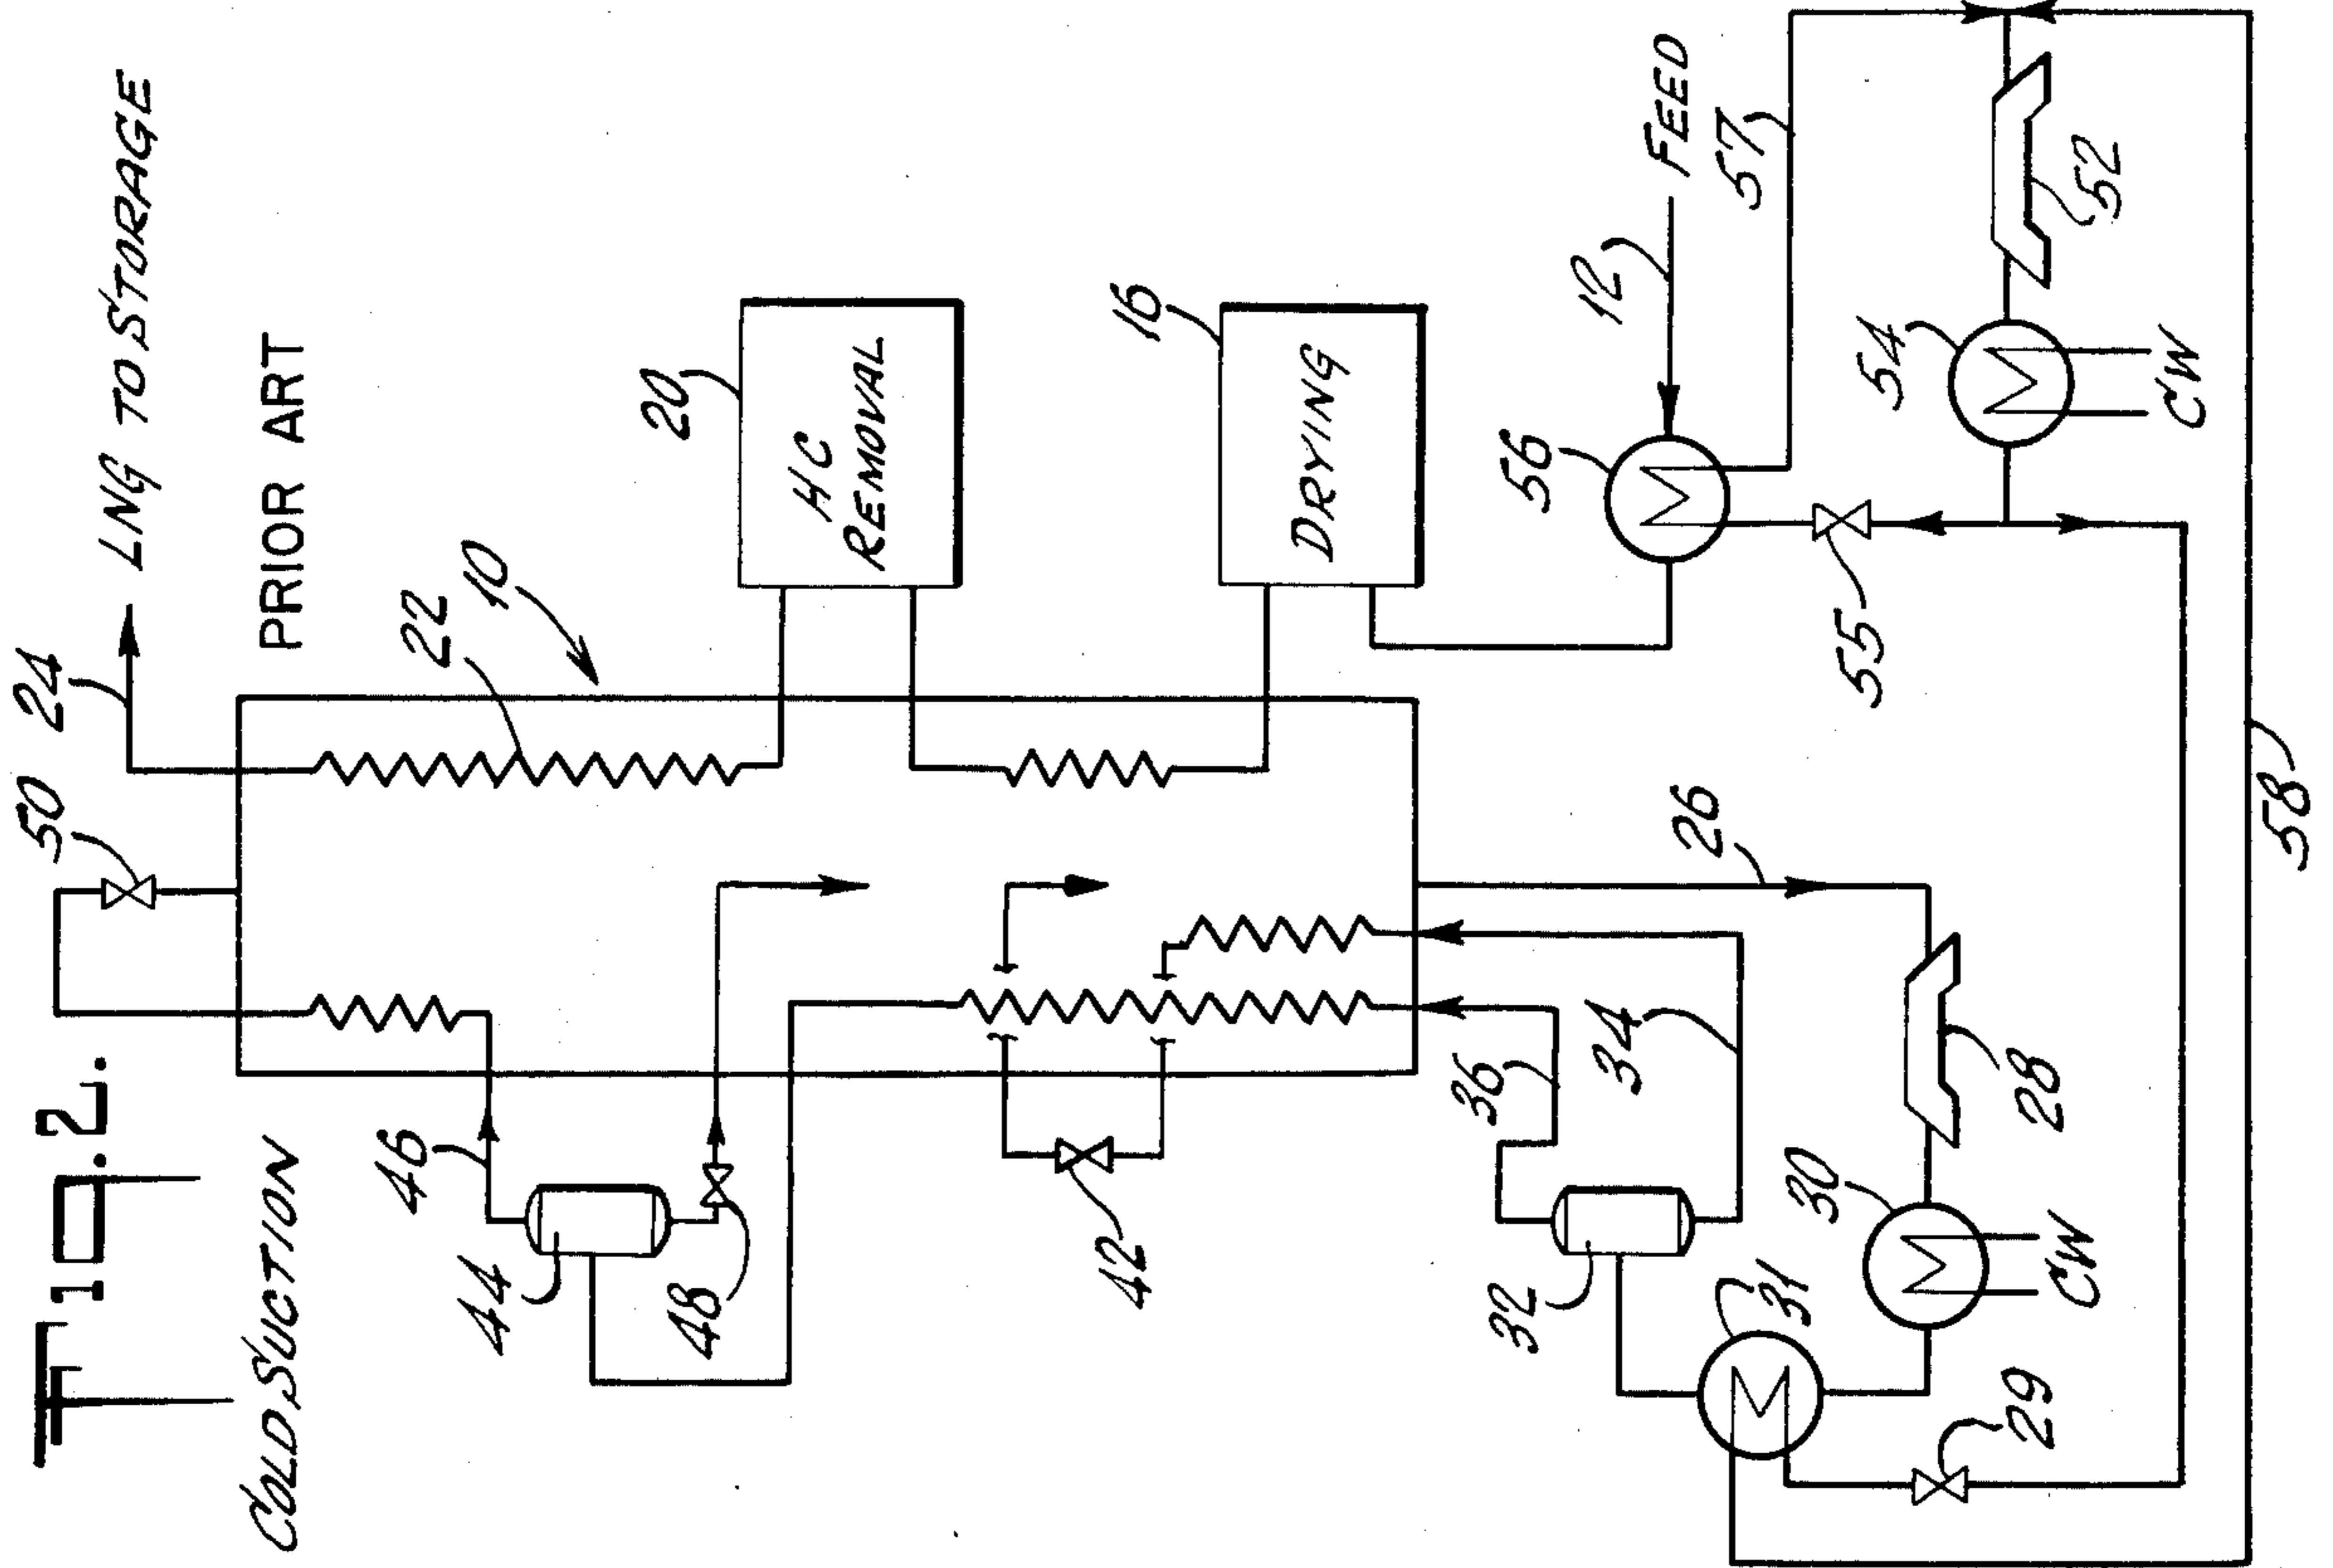 Fig. 2.
COLD SUCTION
PRIOR ART
LNG TO STORAGE
24
50
22
10
20
HC
REMOVAL
16
DRYING
46
44
48
42
12
FEED
56
57
55
36
34
32
26
31
30
CW
28
29
54
CW
52
58